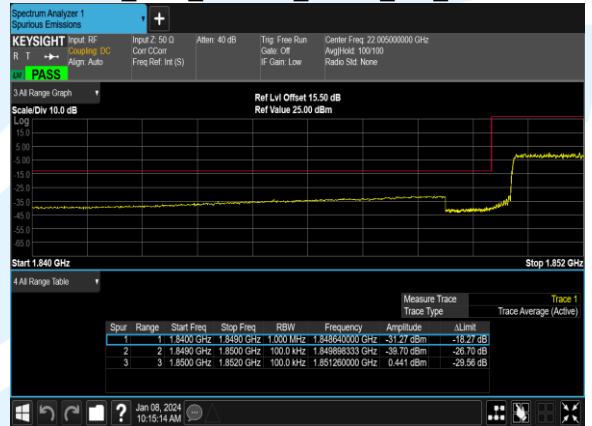 Spectrum Analyzer 1
Spurious Emissions
+
KEYSIGHT Input: RF Input Z: 50 Ω Atten: 40 dB Trig: Free Run Center Freq: 22.005000000 GHz
R T Coupling: DC Corr CCorr Gate: Off Avg|Hold: 100/100
Align: Auto Freq Ref: Int (S) IF Gain: Low Radio Std: None
PASS
3 All Range Graph
Ref Lvl Offset 15.50 dB
Scale/Div 10.0 dB Ref Value 25.00 dBm
Log
15.0
5.00
-5.00
-15.0
-25.0
-35.0
-45.0
-55.0
-65.0
Start 1.840 GHz Stop 1.852 GHz
4 All Range Table
Measure Trace Trace 1
Trace Type Trace Average (Active)
Spur Range Start Freq Stop Freq RBW Frequency Amplitude ΔLimit
1 1 1.8400 GHz 1.8490 GHz 1.000 MHz 1.848640000 GHz -31.27 dBm -18.27 dB
2 2 1.8490 GHz 1.8500 GHz 100.0 kHz 1.849898333 GHz -39.70 dBm -26.70 dB
3 3 1.8500 GHz 1.8520 GHz 100.0 kHz 1.851260000 GHz 0.441 dBm -29.56 dB
? Jan 08, 2024
10:15:14 AM